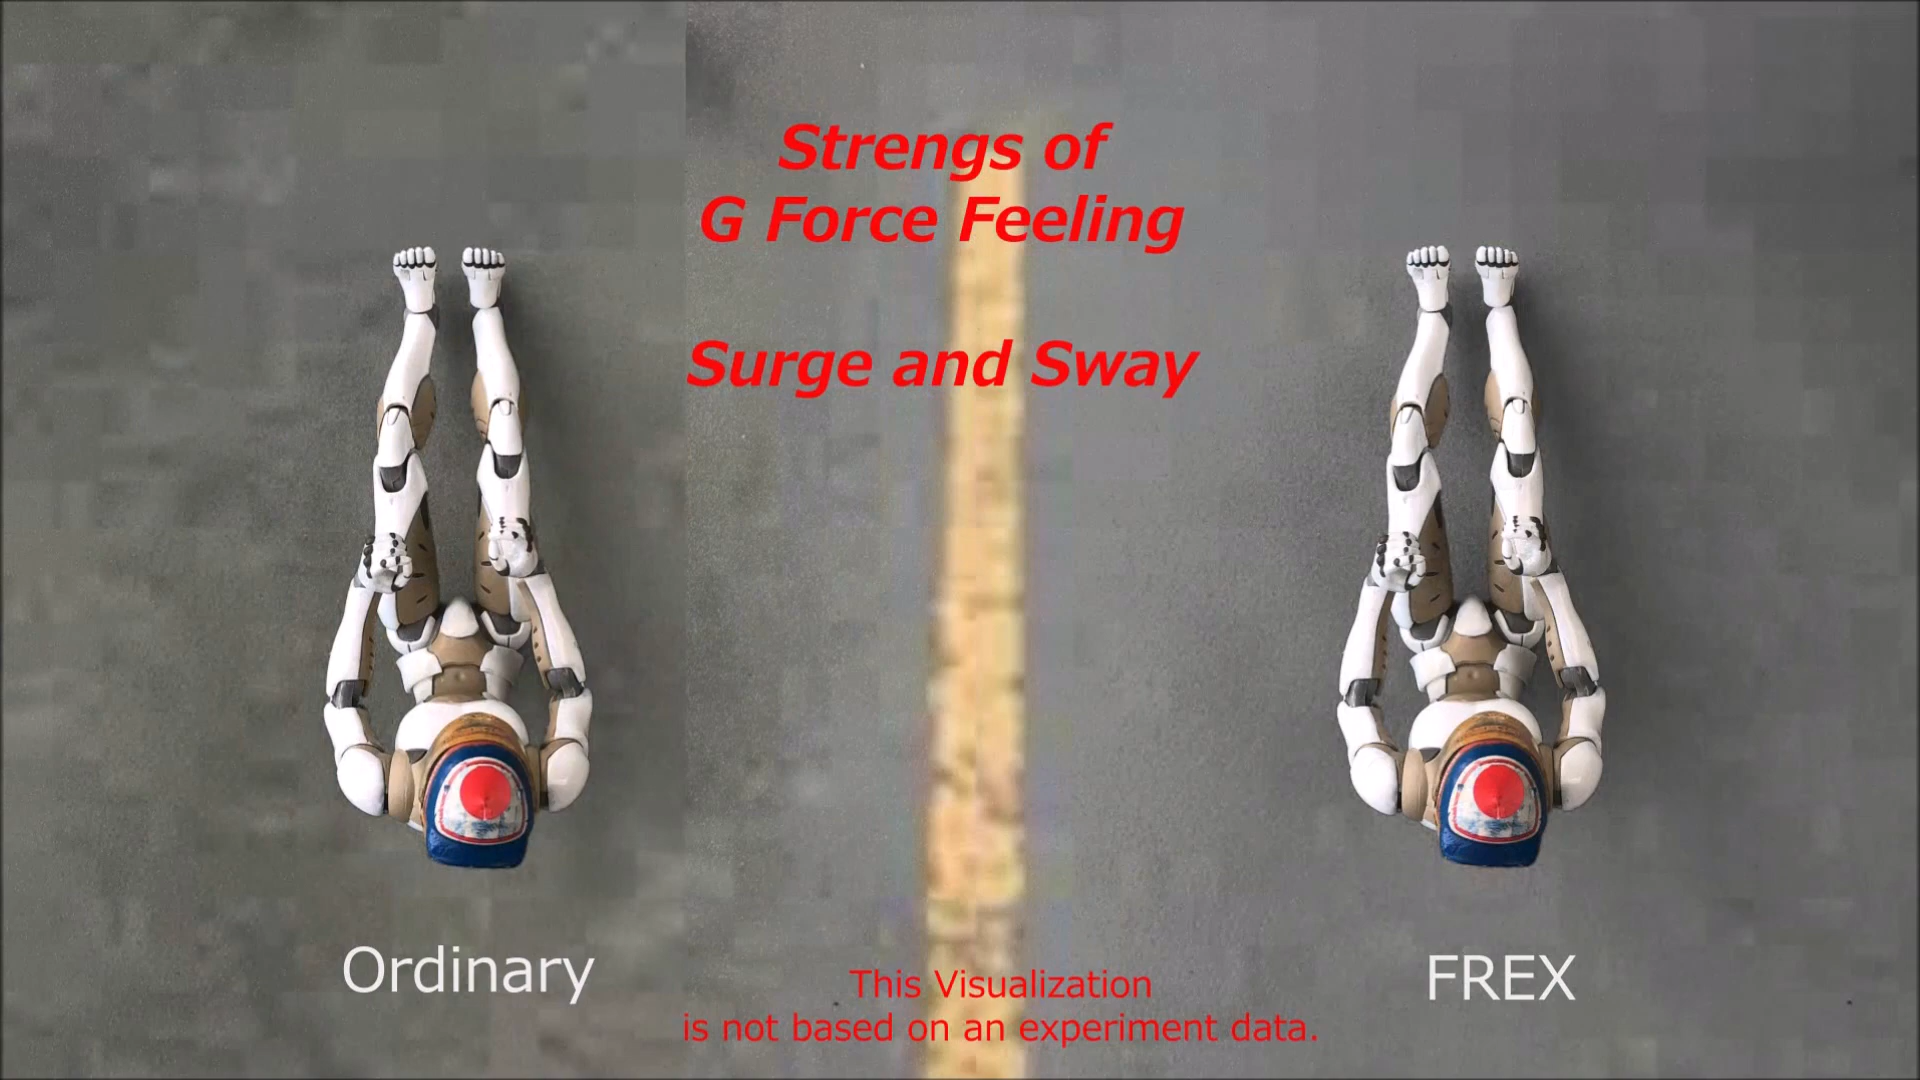 Strengs of
G Force Feeling
Surge and Sway
Ordinary
FREX
This Visualization
is not based on an experiment data.